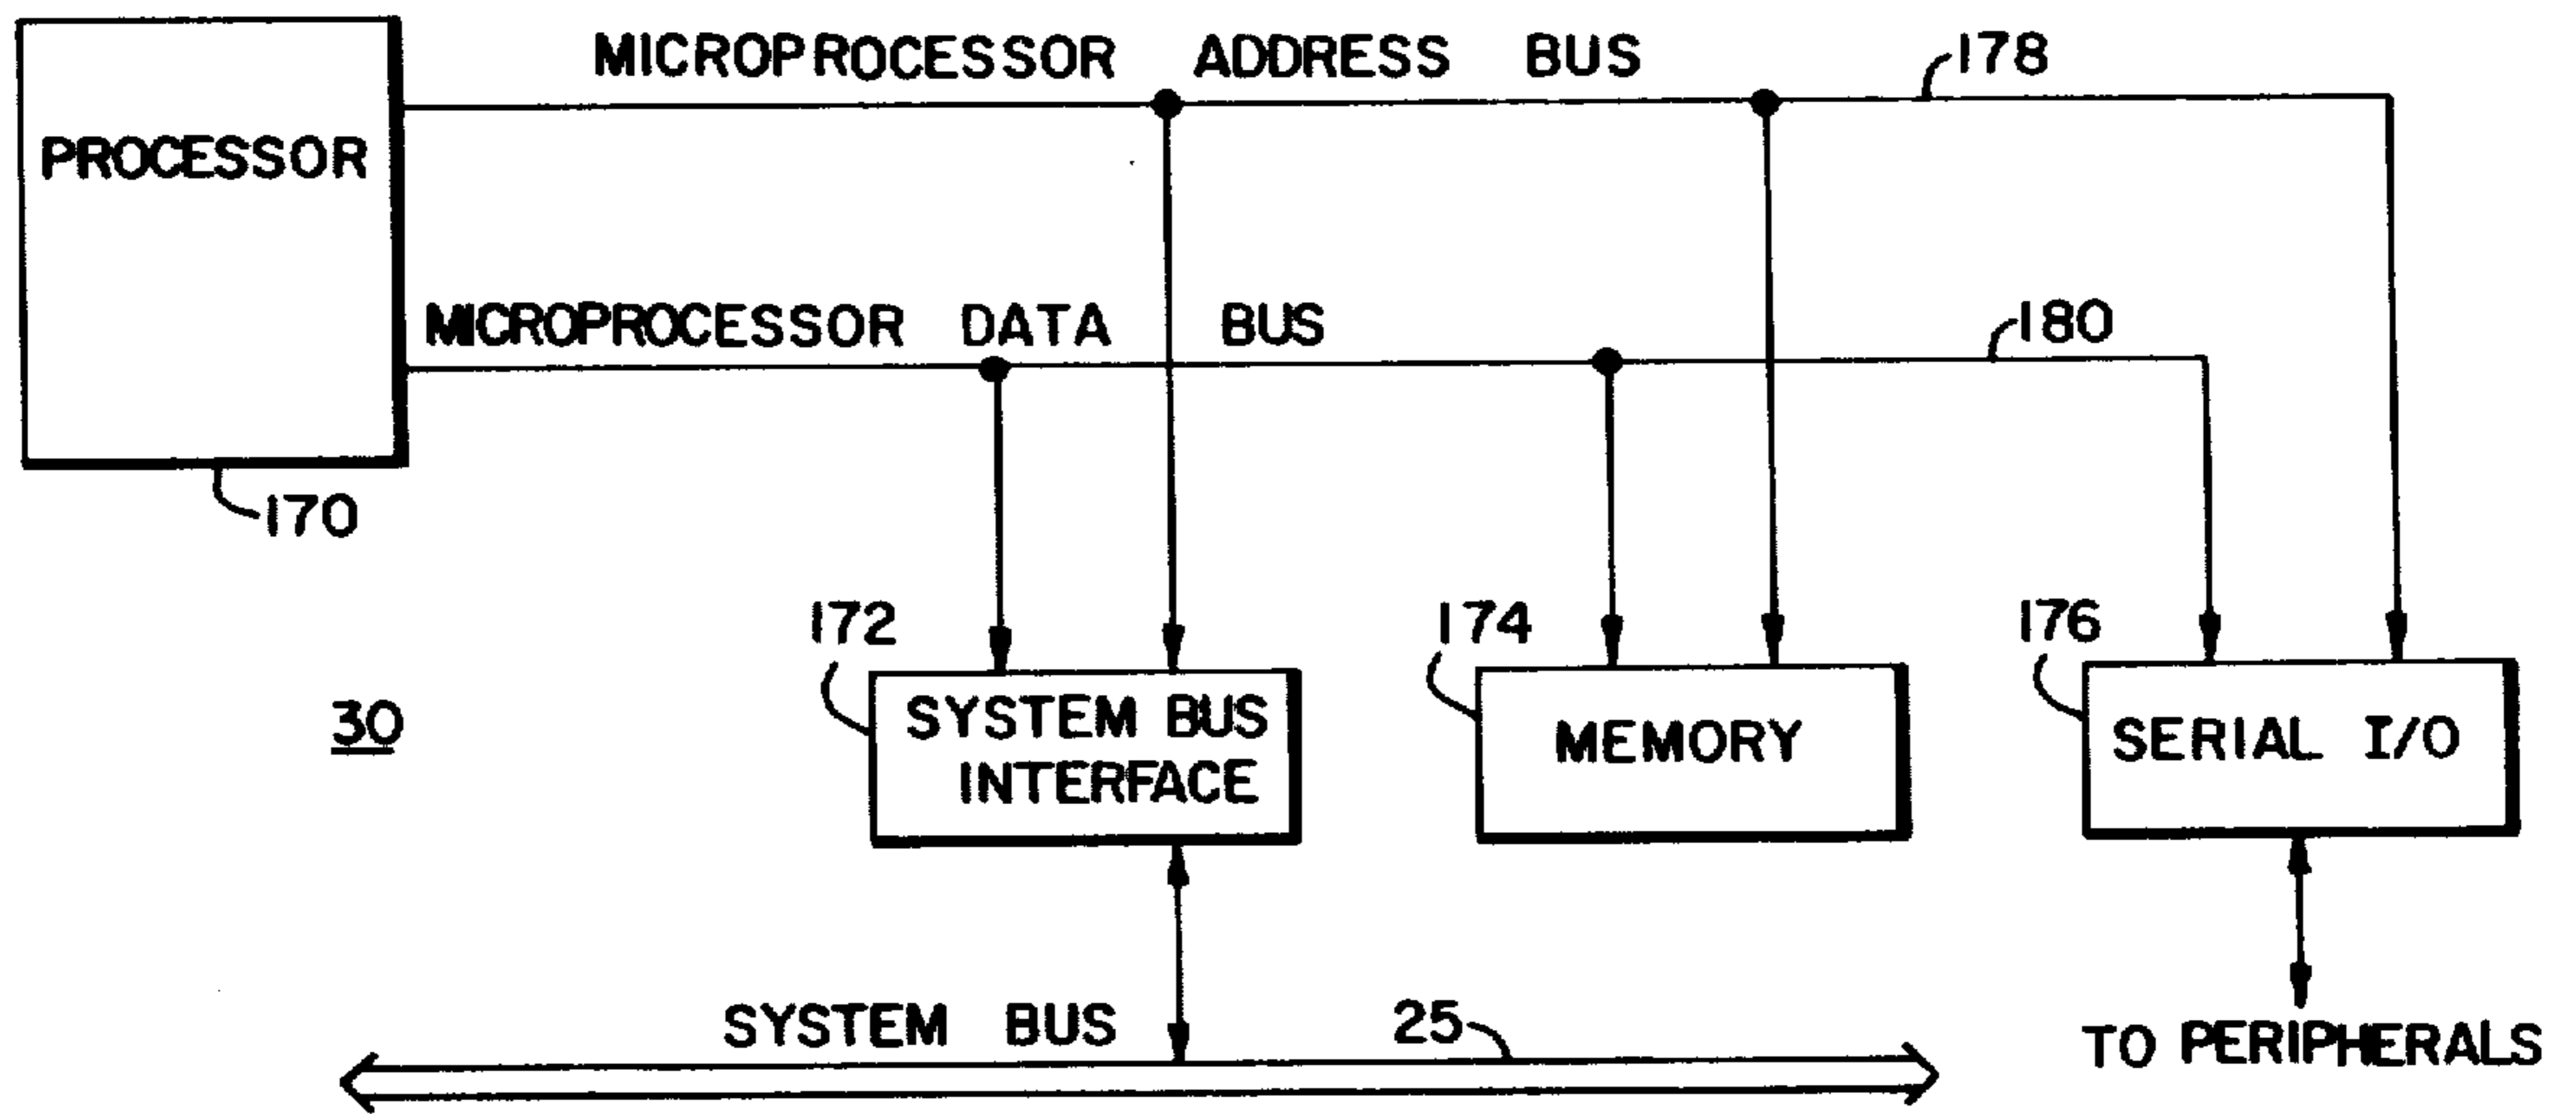 MICROPROCESSOR ADDRESS BUS
178
PROCESSOR
MICROPROCESSOR DATA BUS
180
170
172
174
176
30
SYSTEM BUS
INTERFACE
MEMORY
SERIAL I/O
SYSTEM BUS
25
TO PERIPHERALS